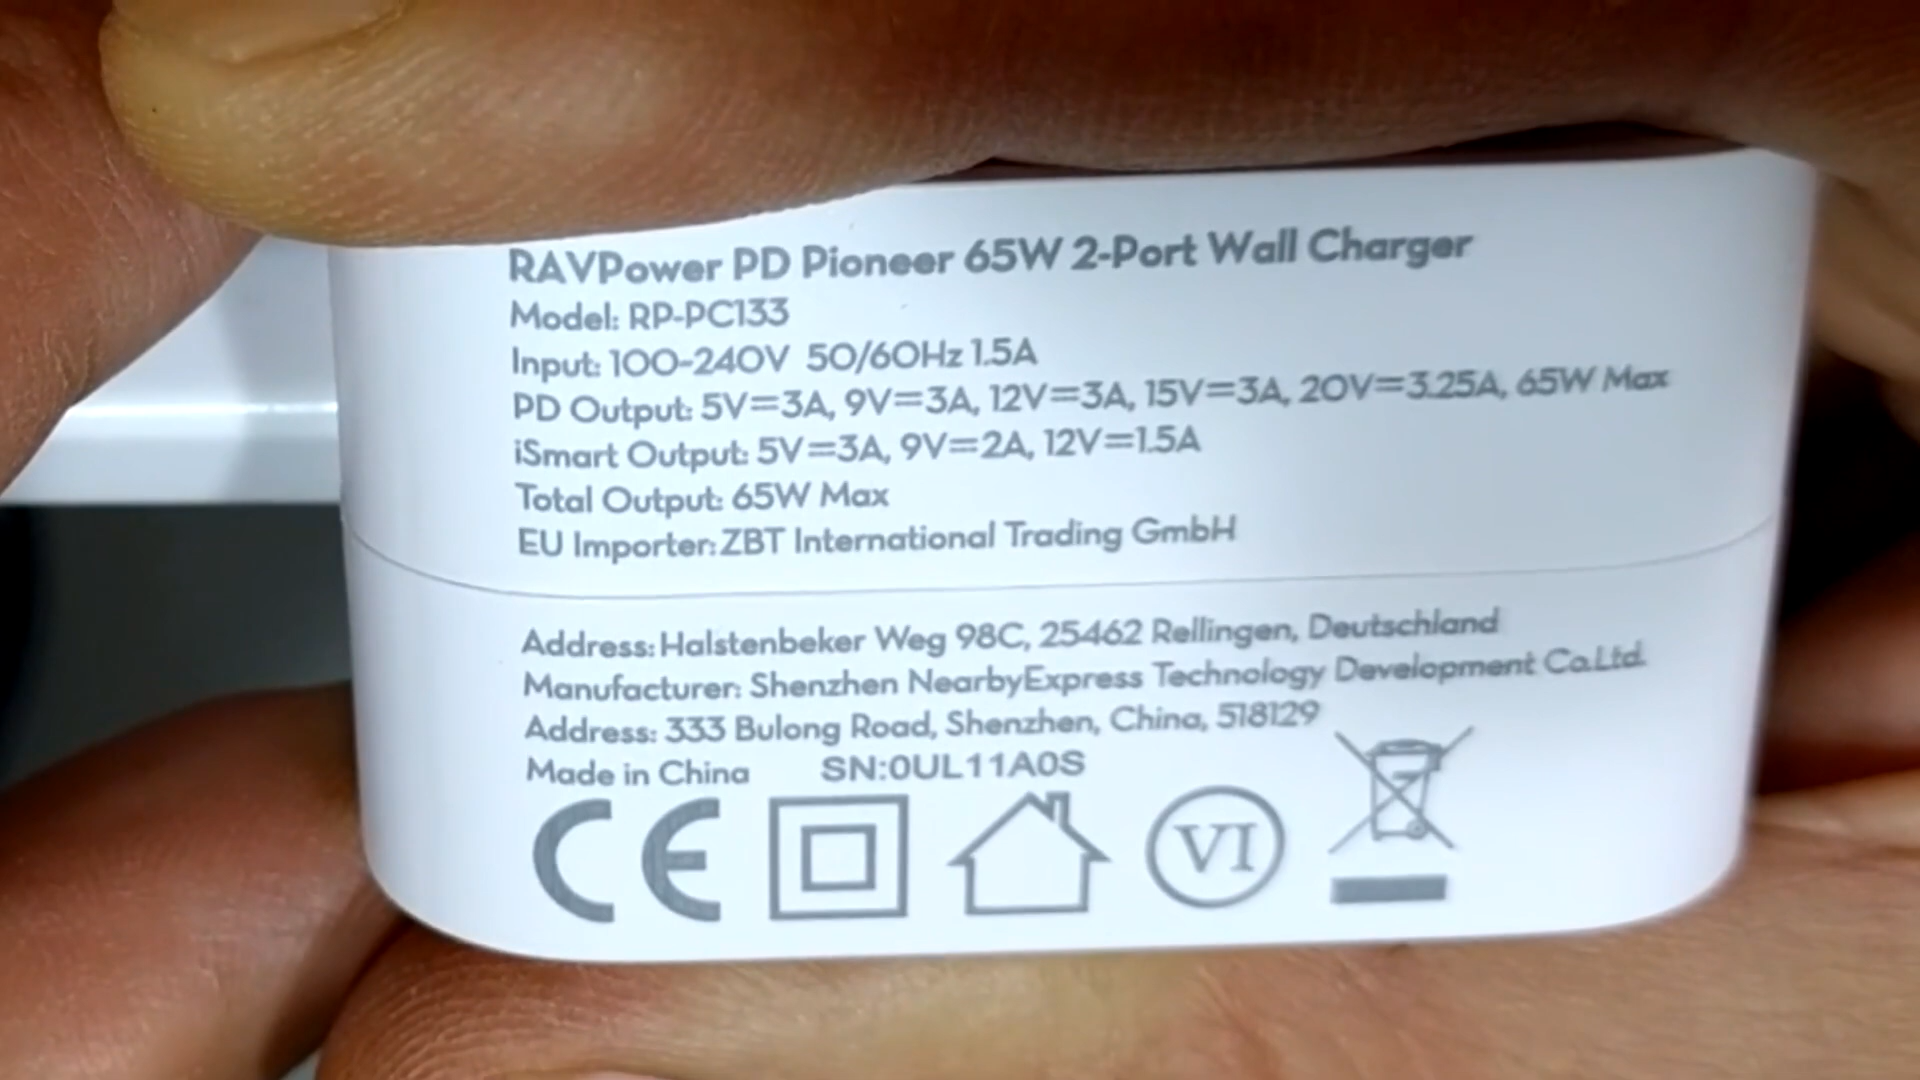 RAVPower PD Pioneer 65W 2-Port Wall Charger
Model: RP-PC133
Input: 100-240V 50/60Hz 1.5A
PD Output: 5V⎓3A, 9V⎓3A, 12V⎓3A, 15V⎓3A, 20V⎓3.25A, 65W Max
iSmart Output: 5V⎓3A, 9V⎓2A, 12V⎓1.5A
Total Output: 65W Max
EU Importer: ZBT International Trading GmbH
Address: Halstenbeker Weg 98C, 25462 Rellingen, Deutschland
Manufacturer: Shenzhen NearbyExpress Technology Development Co.Ltd.
Address: 333 Bulong Road, Shenzhen, China, 518129
Made in China SN:0UL11A0S
CE VI